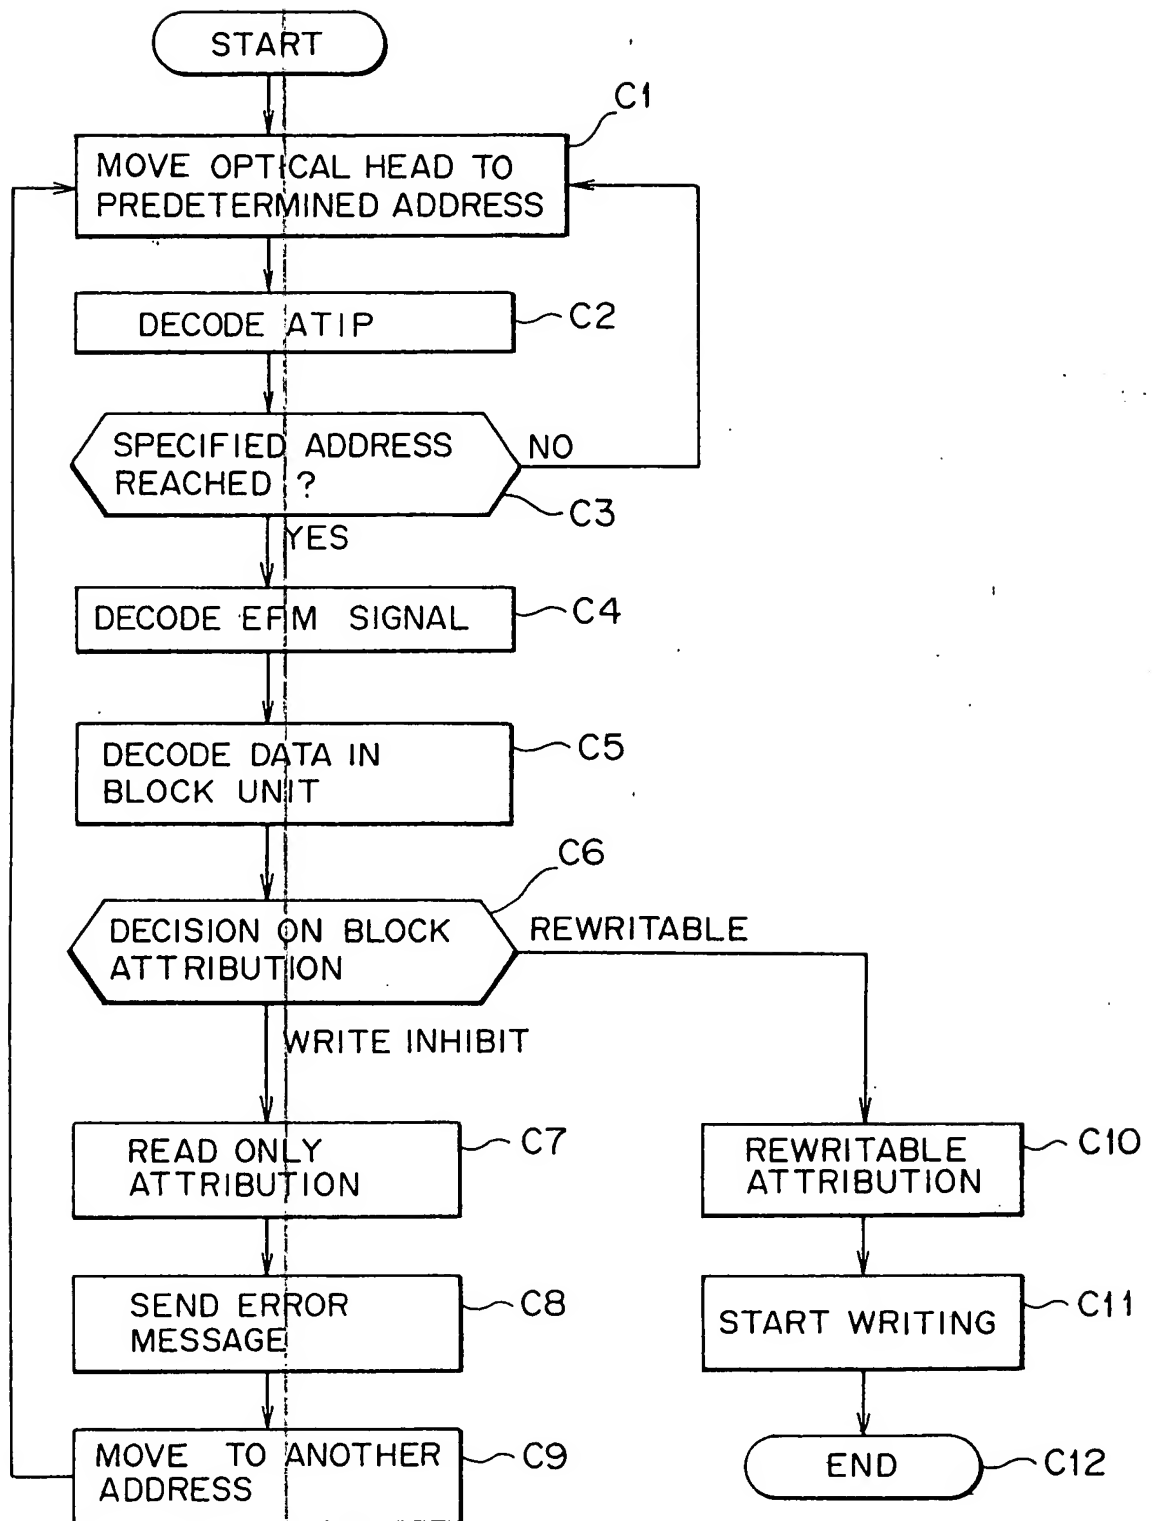 START
C1
MOVE OPTICAL HEAD TO
PREDETERMINED ADDRESS
DECODE ATIP
C2
SPECIFIED ADDRESS
REACHED ?
NO
C3
YES
DECODE EFM SIGNAL
C4
DECODE DATA IN
BLOCK UNIT
C5
C6
DECISION ON BLOCK
ATTRIBUTION
REWRITABLE
WRITE INHIBIT
READ ONLY
ATTRIBUTION
C7
REWRITABLE
ATTRIBUTION
C10
SEND ERROR
MESSAGE
C8
START WRITING
C11
MOVE TO ANOTHER
ADDRESS
C9
END
C12